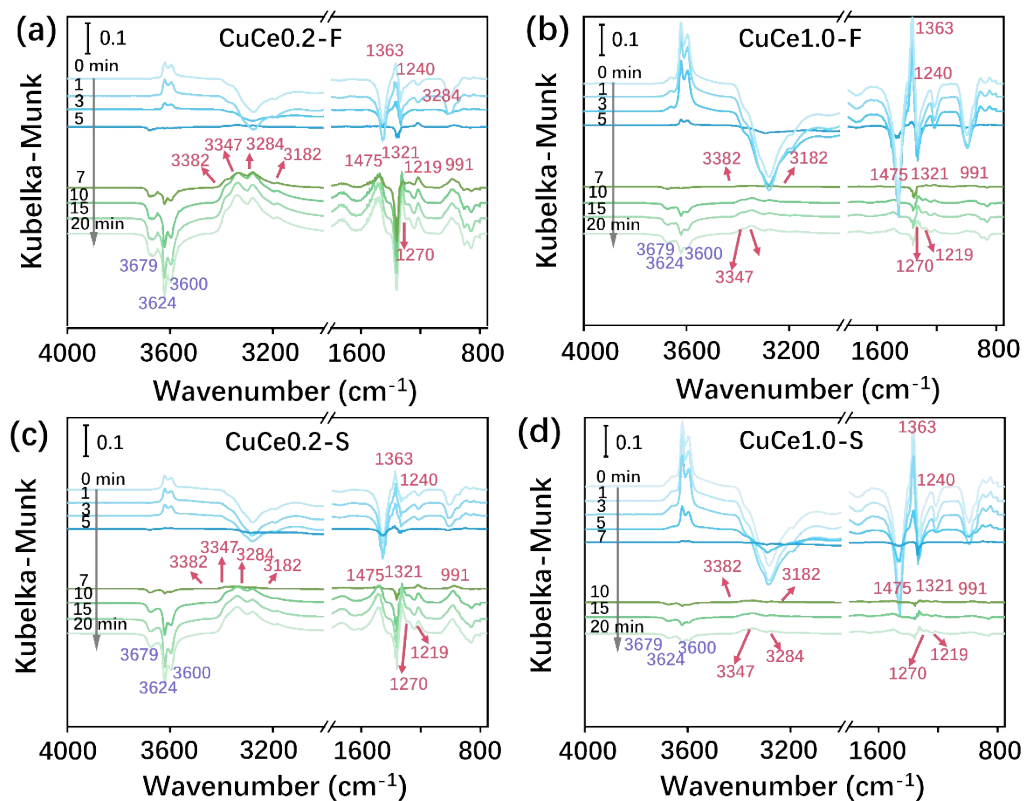 (a)
0.1
CuCe0.2-F
1363
1240
3284
0 min
1
3
5
3382 3347 3284 3182 1475 1321 1219 991
7
10
15
20 min
1270
3679 3600
3624
Kubelka-Munk
4000 3600 3200 1600 800
Wavenumber (cm-1)
(b)
0.1
CuCe1.0-F
1363
1240
0 min
1
3
5
3382 3182 1475 1321 991
7
10
15
20 min
3679 3600
3624
3347
1270
1219
Kubelka-Munk
4000 3600 3200 1600 800
Wavenumber (cm-1)
(c)
0.1
CuCe0.2-S
1363
1240
0 min
1
3
5
3382 3347 3284 3182 1475 1321 991
7
10
15
20 min
3679 3600
3624
1219
1270
Kubelka-Munk
4000 3600 3200 1600 800
Wavenumber (cm-1)
(d)
0.1
CuCe1.0-S
1363
1240
0 min
1
3
5
7
3382 3182 1475 1321 991
10
15
20 min
3679 3600
3624
3347 3284
1270
1219
Kubelka-Munk
4000 3600 3200 1600 800
Wavenumber (cm-1)